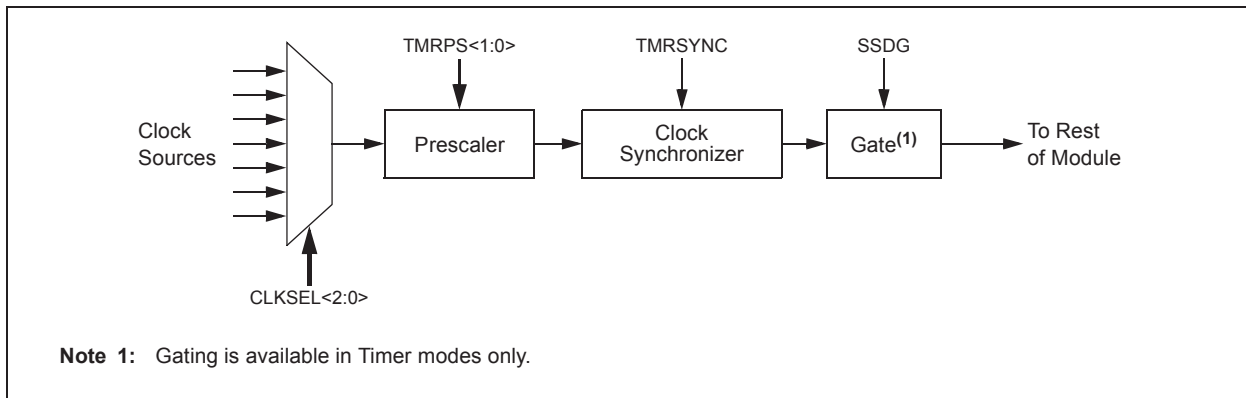 TMRPS<1:0>
TMRSYNC
SSDG
Clock
Sources
Prescaler
Clock
Synchronizer
Gate(1)
To Rest
of Module
CLKSEL<2:0>
Note 1: Gating is available in Timer modes only.